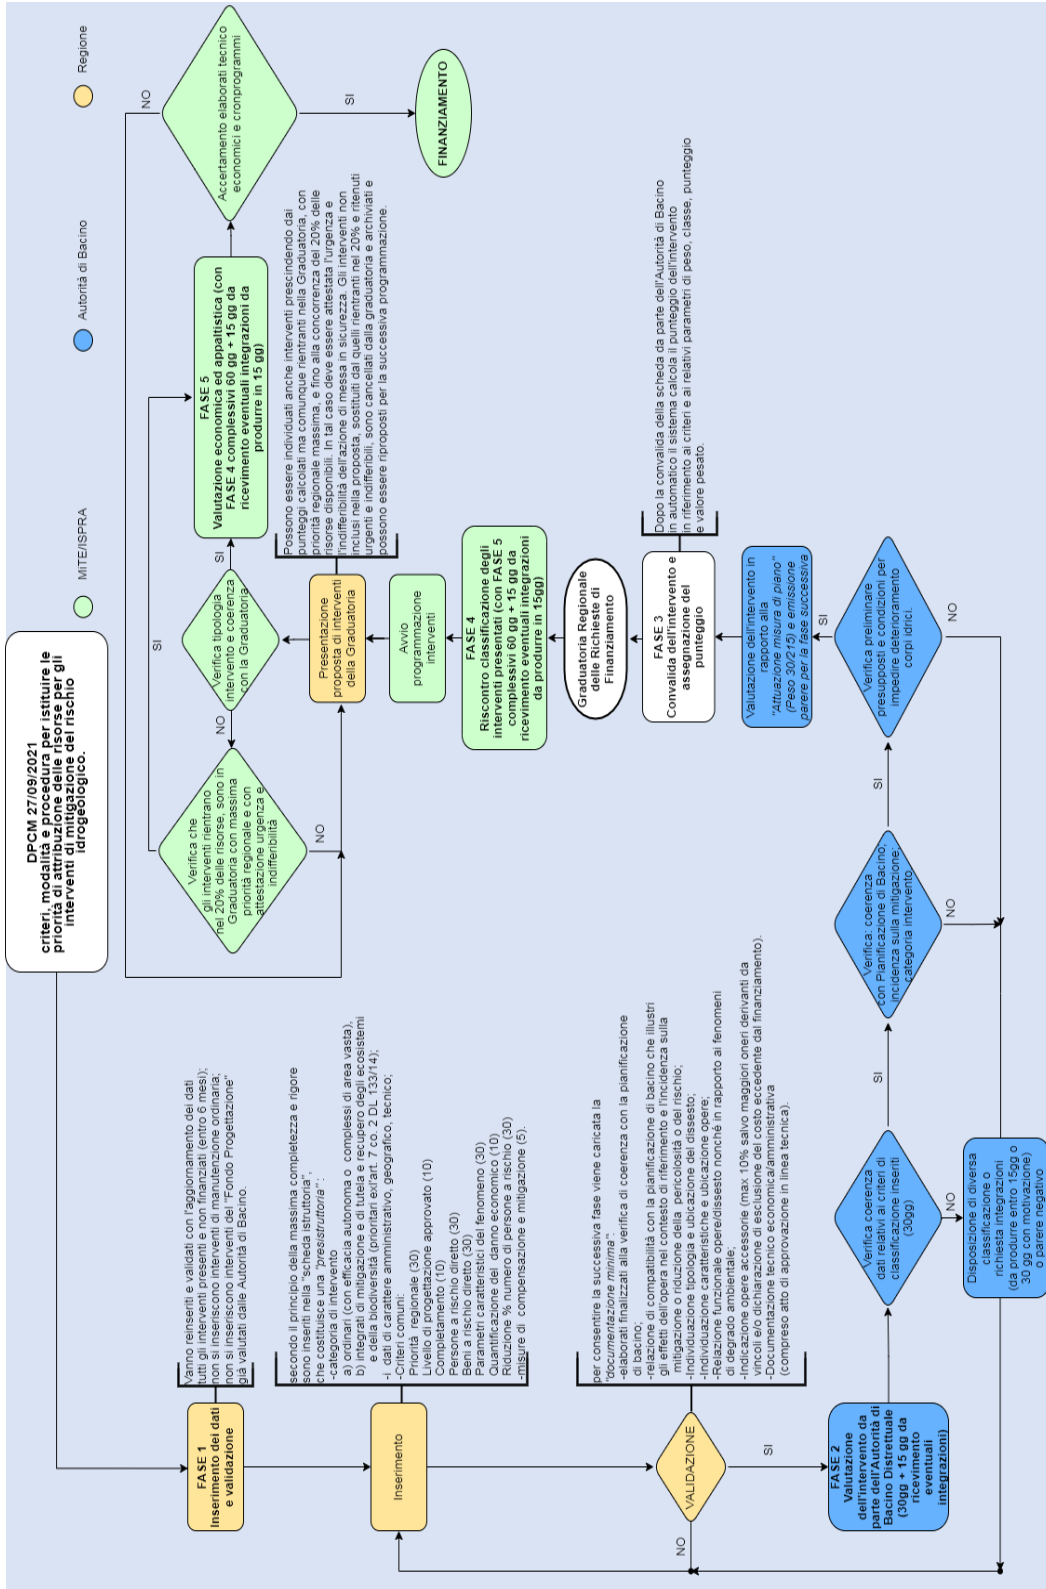 DPCM 27/09/2021
criteri, modalità e procedura per istituire le
priorità di attribuzione delle risorse per gli
interventi di mitigazione del rischio
idrogeologico.
MiTE/ISPRA
Autorità di Bacino
Regione
FASE 1
Inserimento dei dati
e validazione
Vanno reinseriti e validati con l'aggiornamento dei dati
tutti gli interventi presenti e non finanziati (entro 6 mesi);
non si inseriscono interventi di manutenzione ordinaria;
non si inseriscono interventi del "Fondo Progettazione"
già valutati dalle Autorità di Bacino.
Inserimento
secondo il principio della massima completezza e rigore
sono inseriti nella "scheda istruttoria",
che costituisce una "presistruttoria":
-categoria di intervento
a) ordinari (con efficacia autonoma o complessi di area vasta),
b) integrati di mitigazione e di tutela e recupero degli ecosistemi
e della biodiversità (prioritari exl'art. 7 co. 2 DL 133/14);
-i dati di carattere amministrativo, geografico, tecnico;
-Criteri comuni:
Priorità regionale (30)
Livello di progettazione approvato (10)
Completamento (10)
Persone a rischio diretto (30)
Beni a rischio diretto (30)
Parametri caratteristici del fenomeno (30)
Quantificazione del danno economico (10)
Riduzione % numero di persone a rischio (30)
-misure di compensazione e mitigazione (5).
VALIDAZIONE
NO
SI
per consentire la successiva fase viene caricata la
"documentazione minima":
-elaborati finalizzati alla verifica di coerenza con la pianificazione
di bacino;
-relazione di compatibilità con la pianificazione di bacino che illustri
gli effetti dell'opera nel contesto di riferimento e l'incidenza sulla
mitigazione o riduzione della pericolosità o del rischio;
-Individuazione tipologia e ubicazione del dissesto;
-Individuazione caratteristiche e ubicazione opere;
-Relazione funzionale opere/dissesto nonché in rapporto ai fenomeni
di degrado ambientale;
-Indicazione opere accessorie (max 10% salvo maggiori oneri derivanti da
vincoli e/o dichiarazione di esclusione del costo eccedente dal finanziamento).
-Documentazione tecnico economica/amministrativa
(compreso atto di approvazione in linea tecnica).
FASE 2
Valutazione
dell'intervento da
parte dell'Autorità di
Bacino Distrettuale
(30gg + 15 gg da
ricevimento
eventuali
integrazioni)
Verifica coerenza
dati relativi ai criteri di
classificazione inseriti
(30gg)
NO
SI
Disposizione di diversa
classificazione o
richiesta integrazioni
(da produrre entro 15gg o
30 gg con motivazione)
o parere negativo
Verifica: coerenza
con Pianificazione di Bacino;
incidenza sulla mitigazione;
categoria intervento.
NO
SI
Verifica preliminare
presupposti e condizioni per
impedire deterioramento
corpi idrici.
NO
SI
Valutazione dell'intervento in
rapporto alla
"Attuazione misura di piano"
(Peso 30/215) e emissione
parere per la fase successiva
FASE 3
Convalida dell'intervento e
assegnazione del
punteggio
Dopo la convalida della scheda da parte dell'Autorità di Bacino
in automatico il sistema calcola il punteggio dell'intervento
in riferimento ai criteri e ai relativi parametri di peso, classe, punteggio
e valore pesato.
Graduatoria Regionale
delle Richieste di
Finanziamento
FASE 4
Riscontro classificazione degli
interventi presentati (con FASE 5
complessivi 60 gg + 15 gg da
ricevimento eventuali integrazioni
da produrre in 15gg)
Avvio
programmazione
interventi
Presentazione
proposta di interventi
della Graduatoria
Possono essere individuati anche interventi prescindendo dai
punteggi calcolati ma comunque rientranti nella Graduatoria, con
priorità regionale massima, e fino alla concorrenza del 20% delle
risorse disponibili. In tal caso deve essere attestata l'urgenza e
l'indifferibilità dell'azione di messa in sicurezza. Gli interventi non
inclusi nella proposta, sostituiti dal quelli rientranti nel 20% e ritenuti
urgenti e indifferibili, sono cancellati dalla graduatoria e archiviati e
possono essere riproposti per la successiva programmazione.
Verifica tipologia
intervento e coerenza
con la Graduatoria
NO
SI
Verifica che
gli interventi rientrano
nel 20% delle risorse, sono in
Graduatoria con massima
priorità regionale e con
attestazione urgenza e
indifferibilità
NO
SI
FASE 5
Valutazione economica ed appaltistica (con
FASE 4 complessivi 60 gg + 15 gg da
ricevimento eventuali integrazioni da
produrre in 15 gg)
Accertamento elaborati tecnico
economici e cronprogrammi
NO
SI
FINANZIAMENTO